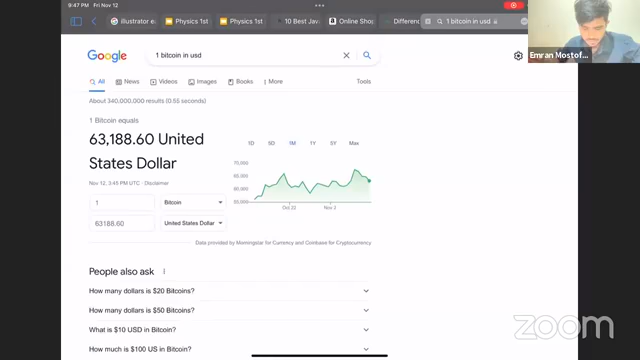 9:47 PM Fri Nov 12
illustrator e
Physics 1st
Physics 1st
10 Best Jav
Online Shop
Differenc
1 bitcoin in usd
Emran Mostof...
Google
1 bitcoin in usd
All
News
Videos
Images
Books
More
Tools
About 340,000,000 results (0.55 seconds)
1 Bitcoin equals
63,188.60 United
States Dollar
Nov 12, 3:45 PM UTC · Disclaimer
1D
5D
1M
1Y
5Y
Max
70,000
65,000
60,000
55,000
Oct 22
Nov 2
1
Bitcoin
63188.60
United States Dollar
Data provided by Morningstar for Currency and Coinbase for Cryptocurrency
People also ask
How many dollars is $20 Bitcoins?
How many dollars is $50 Bitcoins?
What is $10 USD in Bitcoin?
How much is $100 US in Bitcoin?
zoom